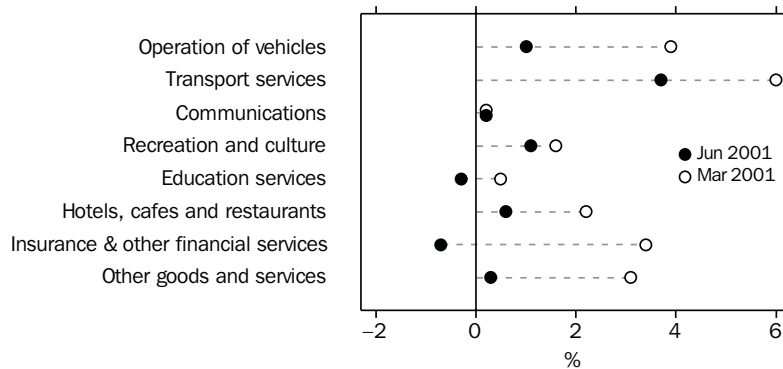 Operation of vehicles
Transport services
Communications
Recreation and culture
Education services
Hotels, cafes and restaurants
Insurance & other financial services
Other goods and services
Jun 2001
Mar 2001
–2 0 2 4 6
%